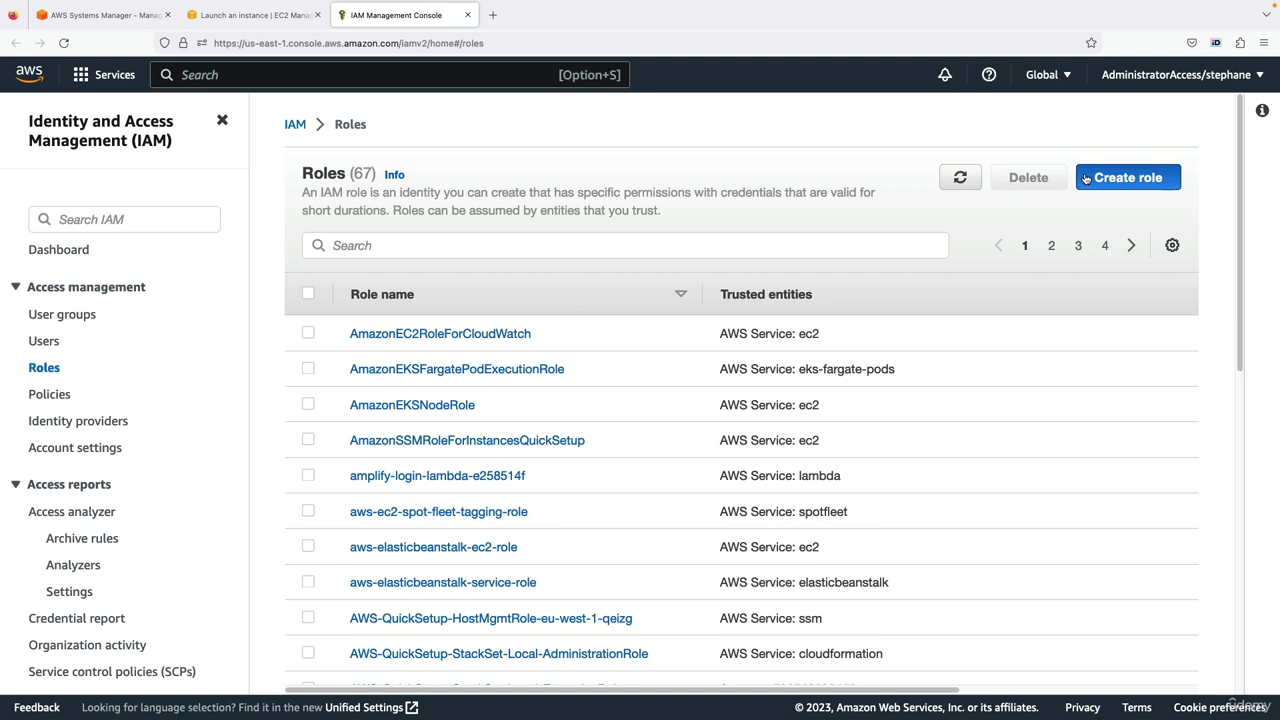 AWS Systems Manager - Manag
Launch an instance | EC2 Manag
IAM Management Console
https://us-east-1.console.aws.amazon.com/iamv2/home#/roles
aws
Services
Search
[Option+S]
Global
AdministratorAccess/stephane
Identity and Access
Management (IAM)
Search IAM
Dashboard
Access management
User groups
Users
Roles
Policies
Identity providers
Account settings
Access reports
Access analyzer
Archive rules
Analyzers
Settings
Credential report
Organization activity
Service control policies (SCPs)
IAM > Roles
Roles (67) Info
An IAM role is an identity you can create that has specific permissions with credentials that are valid for
short durations. Roles can be assumed by entities that you trust.
Delete
Create role
Search
1 2 3 4
Role name Trusted entities
AmazonEC2RoleForCloudWatch AWS Service: ec2
AmazonEKSFargatePodExecutionRole AWS Service: eks-fargate-pods
AmazonEKSNodeRole AWS Service: ec2
AmazonSSMRoleForInstancesQuickSetup AWS Service: ec2
amplify-login-lambda-e258514f AWS Service: lambda
aws-ec2-spot-fleet-tagging-role AWS Service: spotfleet
aws-elasticbeanstalk-ec2-role AWS Service: ec2
aws-elasticbeanstalk-service-role AWS Service: elasticbeanstalk
AWS-QuickSetup-HostMgmtRole-eu-west-1-qeizg AWS Service: ssm
AWS-QuickSetup-StackSet-Local-AdministrationRole AWS Service: cloudformation
Feedback
Looking for language selection? Find it in the new Unified Settings
© 2023, Amazon Web Services, Inc. or its affiliates.
Privacy
Terms
Cookie preferences